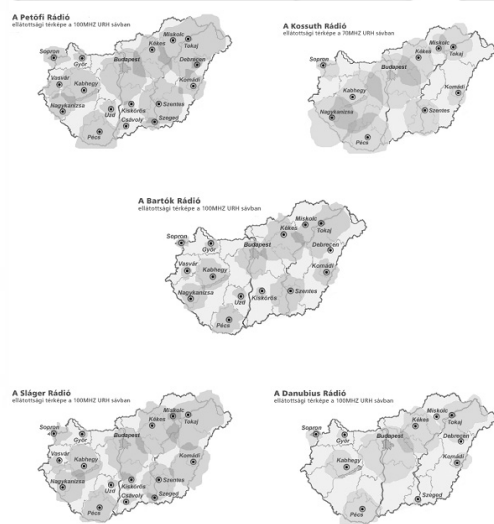 A Petőfi Rádió
ellátottsági térképe a 100MHZ URH sávban
Miskolc
Kékes
Tokaj
Sopron
Győr
Budapest
Debrecen
Vasvár
Kabhegy
Komádi
Nagykanizsa
Kiskörös
Szentes
Uzd
Csávoly
Szeged
Pécs
A Kossuth Rádió
ellátottsági térképe a 70MHZ URH sávban
Miskolc
Kékes
Tokaj
Sopron
Budapest
Kabhegy
Komádi
Nagykanizsa
Szentes
Pécs
A Bartók Rádió
ellátottsági térképe a 100MHZ URH sávban
Miskolc
Kékes
Tokaj
Sopron
Győr
Budapest
Debrecen
Vasvár
Kabhegy
Komádi
Nagykanizsa
Uzd
Kiskörös
Szentes
Pécs
A Sláger Rádió
ellátottsági térképe a 100MHZ URH sávban
Miskolc
Kékes
Tokaj
Sopron
Győr
Budapest
Vasvár
Kabhegy
Komádi
Nagykanizsa
Kiskörös
Szentes
Uzd
Csávoly
Szeged
Pécs
A Danubius Rádió
ellátottsági térképe a 100MHZ URH sávban
Miskolc
Kékes
Tokaj
Sopron
Győr
Budapest
Debrecen
Kabhegy
Komádi
Szeged
Pécs